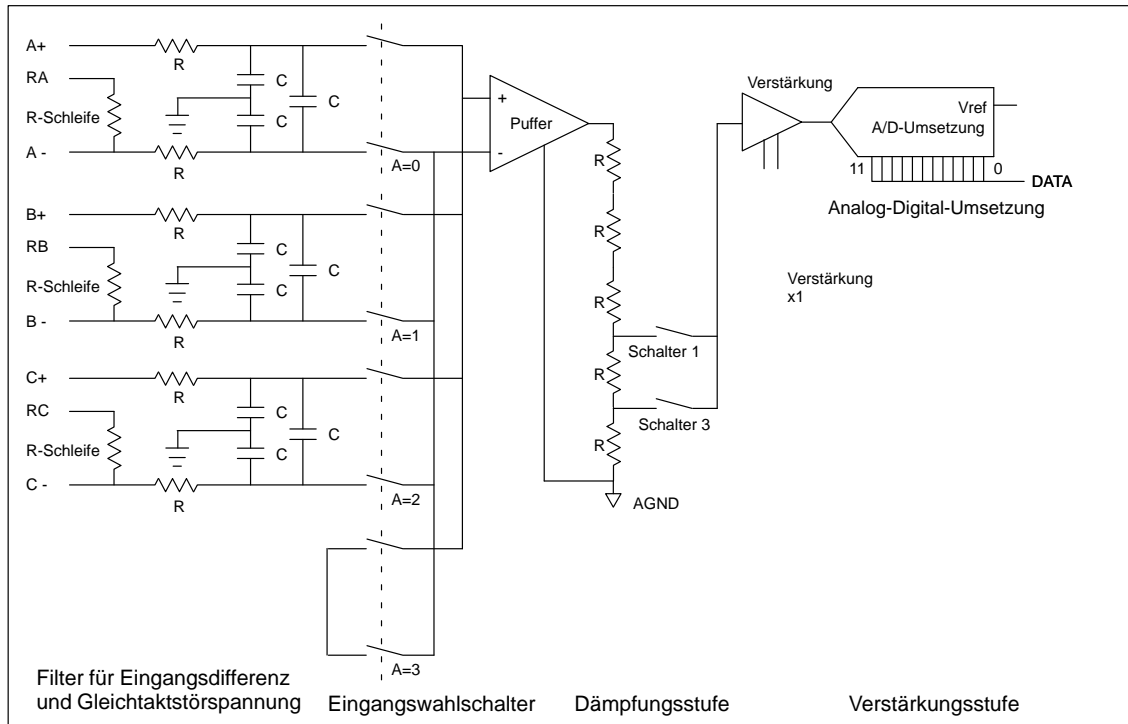 A+
R
RA
R-Schleife
C
C
C
A -
R
A=0
B+
R
RB
R-Schleife
C
C
C
B -
R
A=1
C+
R
RC
R-Schleife
C
C
C
C -
R
A=2
A=3
+
Puffer
-
R
R
R
R
R
Schalter 1
Schalter 3
AGND
Verstärkung
Vref
A/D-Umsetzung
11
0
DATA
Analog-Digital-Umsetzung
Verstärkung
x1
Filter für Eingangsdifferenz
und Gleichtaktstörspannung
Eingangswahlschalter
Dämpfungsstufe
Verstärkungsstufe